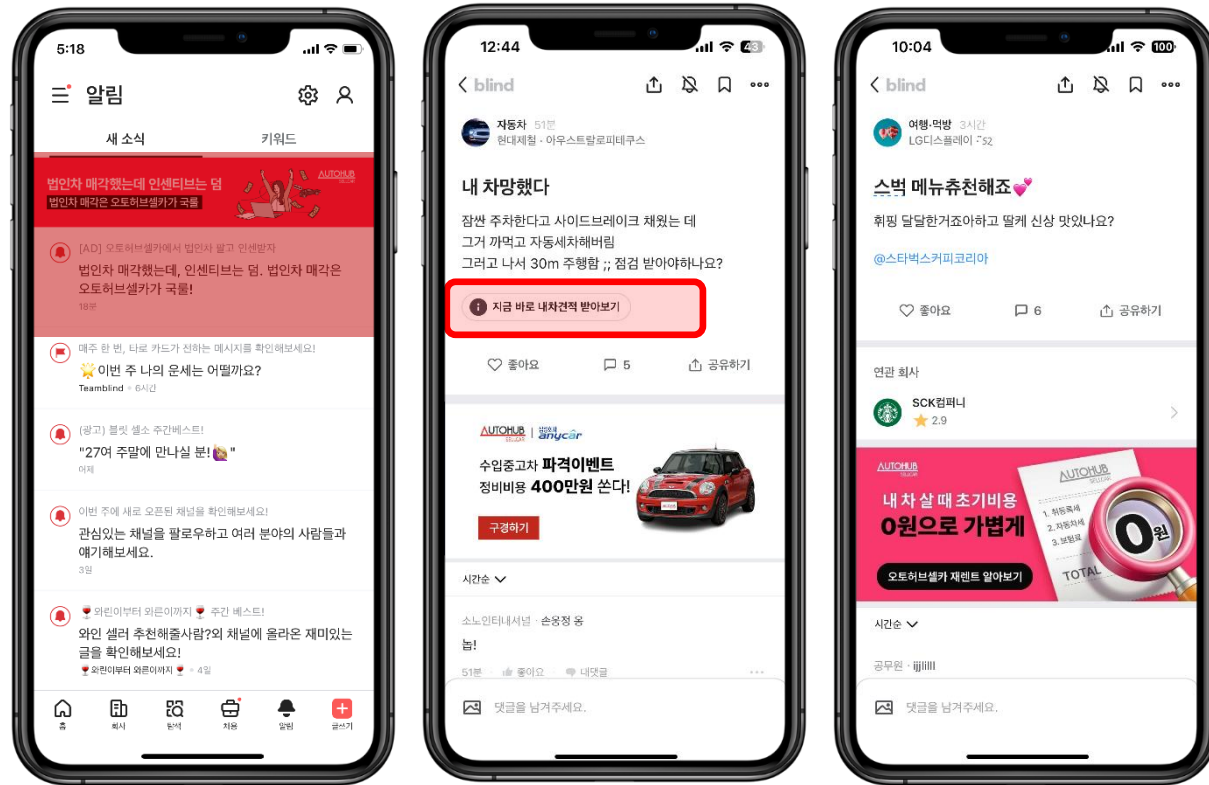 5:18
알림
새 소식
키워드
법인차 매각했는데 인센티브는 덤
법인차 매각은 오토허브셀카가 국룰
AUTOHUB
SELLCAR
[AD] 오토허브셀카에서 법인사 팔고 인센받자
법인차 매각했는데, 인센티브는 덤. 법인차 매각은
오토허브셀카가 국룰!
18분
매주 한 번, 타로 카드가 전하는 메시지를 확인해보세요!
🌟이번 주 나의 운세는 어떨까요?
Teamblind · 6시간
(광고) 블릿 셀소 주간베스트!
"27여 주말에 만나실 분!🙋 "
어제
이번 주에 새로 오픈된 채널을 확인해보세요!
관심있는 채널을 팔로우하고 여러 분야의 사람들과
얘기해보세요.
3일
🍷와린이부터 와른이까지🍷 주간 베스트!
와인 셀러 추천해줄사람?외 채널에 올라온 재미있는
글을 확인해보세요!
🍷와린이부터 와른이까지🍷 · 4일
홈
회사
탐색
채용
알림
글쓰기
12:44
43
blind
자동차 51분
현대제철 · 아우스트랄로피테쿠스
내 차망했다
잠싼 주차한다고 사이드브레이크 채웠는 데
그거 까먹고 자동세차해버림
그러고 나서 30m 주행함 ;; 점검 받아야하나요?
지금 바로 내차견적 받아보기
좋아요
5
공유하기
AUTOHUB
SELLCAR
삼성화재
anycar
수입중고차 파격이벤트
정비비용 400만원 쏜다!
구경하기
시간순
소노인터내셔널 · 손옹정 옹
놉!
51분
좋아요
대댓글
댓글을 남겨주세요.
10:04
100
blind
여행·먹방 3시간
LG디스플레이
스벅 메뉴츄천해죠💕
휘핑 달달한거죠아하고 딸케 신상 맛있나요?
@스타벅스커피코리아
좋아요
6
공유하기
연관 회사
SCK컴퍼니
2.9
AUTOHUB
SELLCAR
내 차 살 때 초기비용
0원으로 가볍게
오토허브셀카 재렌트 알아보기
AUTOHUB
SELLCAR
1. 취등록세
2. 자동차세
3. 보험료
TOTAL
0원
시간순
공무원 · ijjlilll
댓글을 남겨주세요.